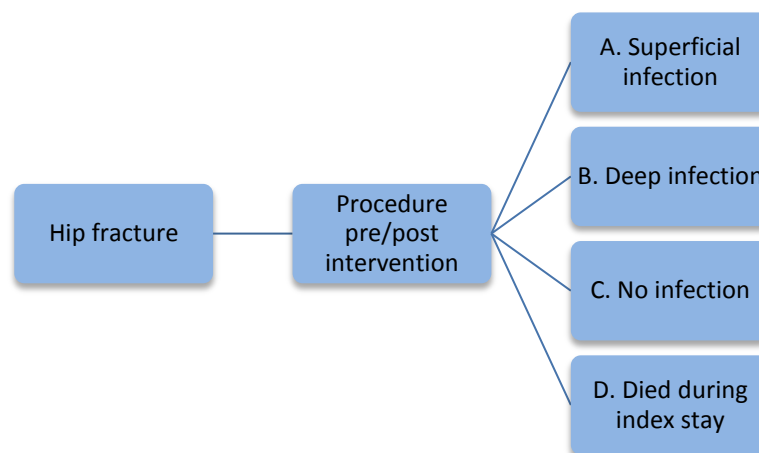 Hip fracture
Procedure
pre/post
intervention
A. Superficial
infection
B. Deep infection
C. No infection
D. Died during
index stay